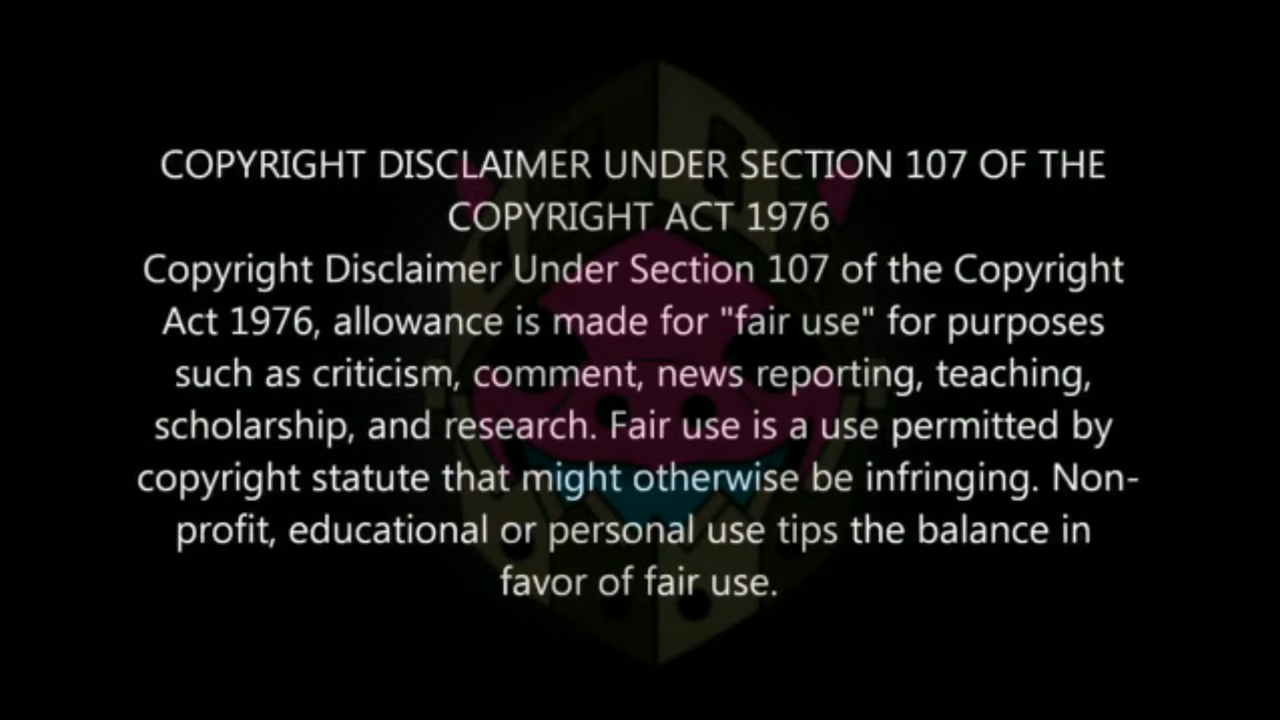 COPYRIGHT DISCLAIMER UNDER SECTION 107 OF THE
COPYRIGHT ACT 1976
Copyright Disclaimer Under Section 107 of the Copyright
Act 1976, allowance is made for "fair use" for purposes
such as criticism, comment, news reporting, teaching,
scholarship, and research. Fair use is a use permitted by
copyright statute that might otherwise be infringing. Non-
profit, educational or personal use tips the balance in
favor of fair use.